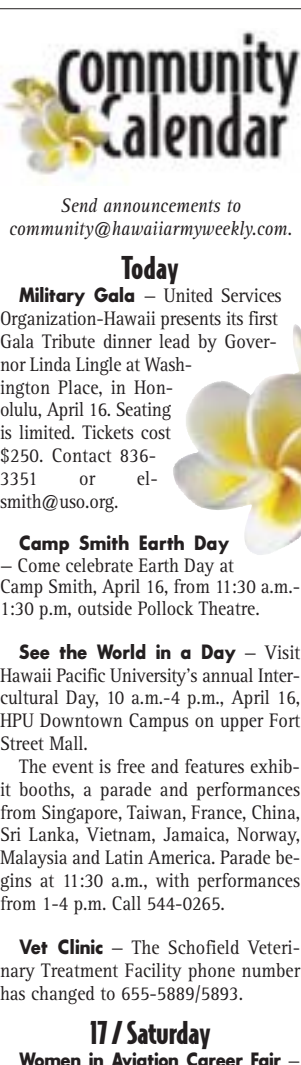 Community
Calendar
Send announcements to
community@hawaiiarmyweekly.com.
Today
Military Gala – United Services
Organization-Hawaii presents its first
Gala Tribute dinner lead by Gover-
nor Linda Lingle at Wash-
ington Place, in Hon-
olulu, April 16. Seating
is limited. Tickets cost
$250. Contact 836-
3351 or el-
smith@uso.org.
Camp Smith Earth Day
– Come celebrate Earth Day at
Camp Smith, April 16, from 11:30 a.m.-
1:30 p.m, outside Pollock Theatre.
See the World in a Day – Visit
Hawaii Pacific University's annual Inter-
cultural Day, 10 a.m.-4 p.m., April 16,
HPU Downtown Campus on upper Fort
Street Mall.
The event is free and features exhib-
it booths, a parade and performances
from Singapore, Taiwan, France, China,
Sri Lanka, Vietnam, Jamaica, Norway,
Malaysia and Latin America. Parade be-
gins at 11:30 a.m., with performances
from 1-4 p.m. Call 544-0265.
Vet Clinic – The Schofield Veteri-
nary Treatment Facility phone number
has changed to 655-5889/5893.
17 / Saturday
Women in Aviation Career Fair –